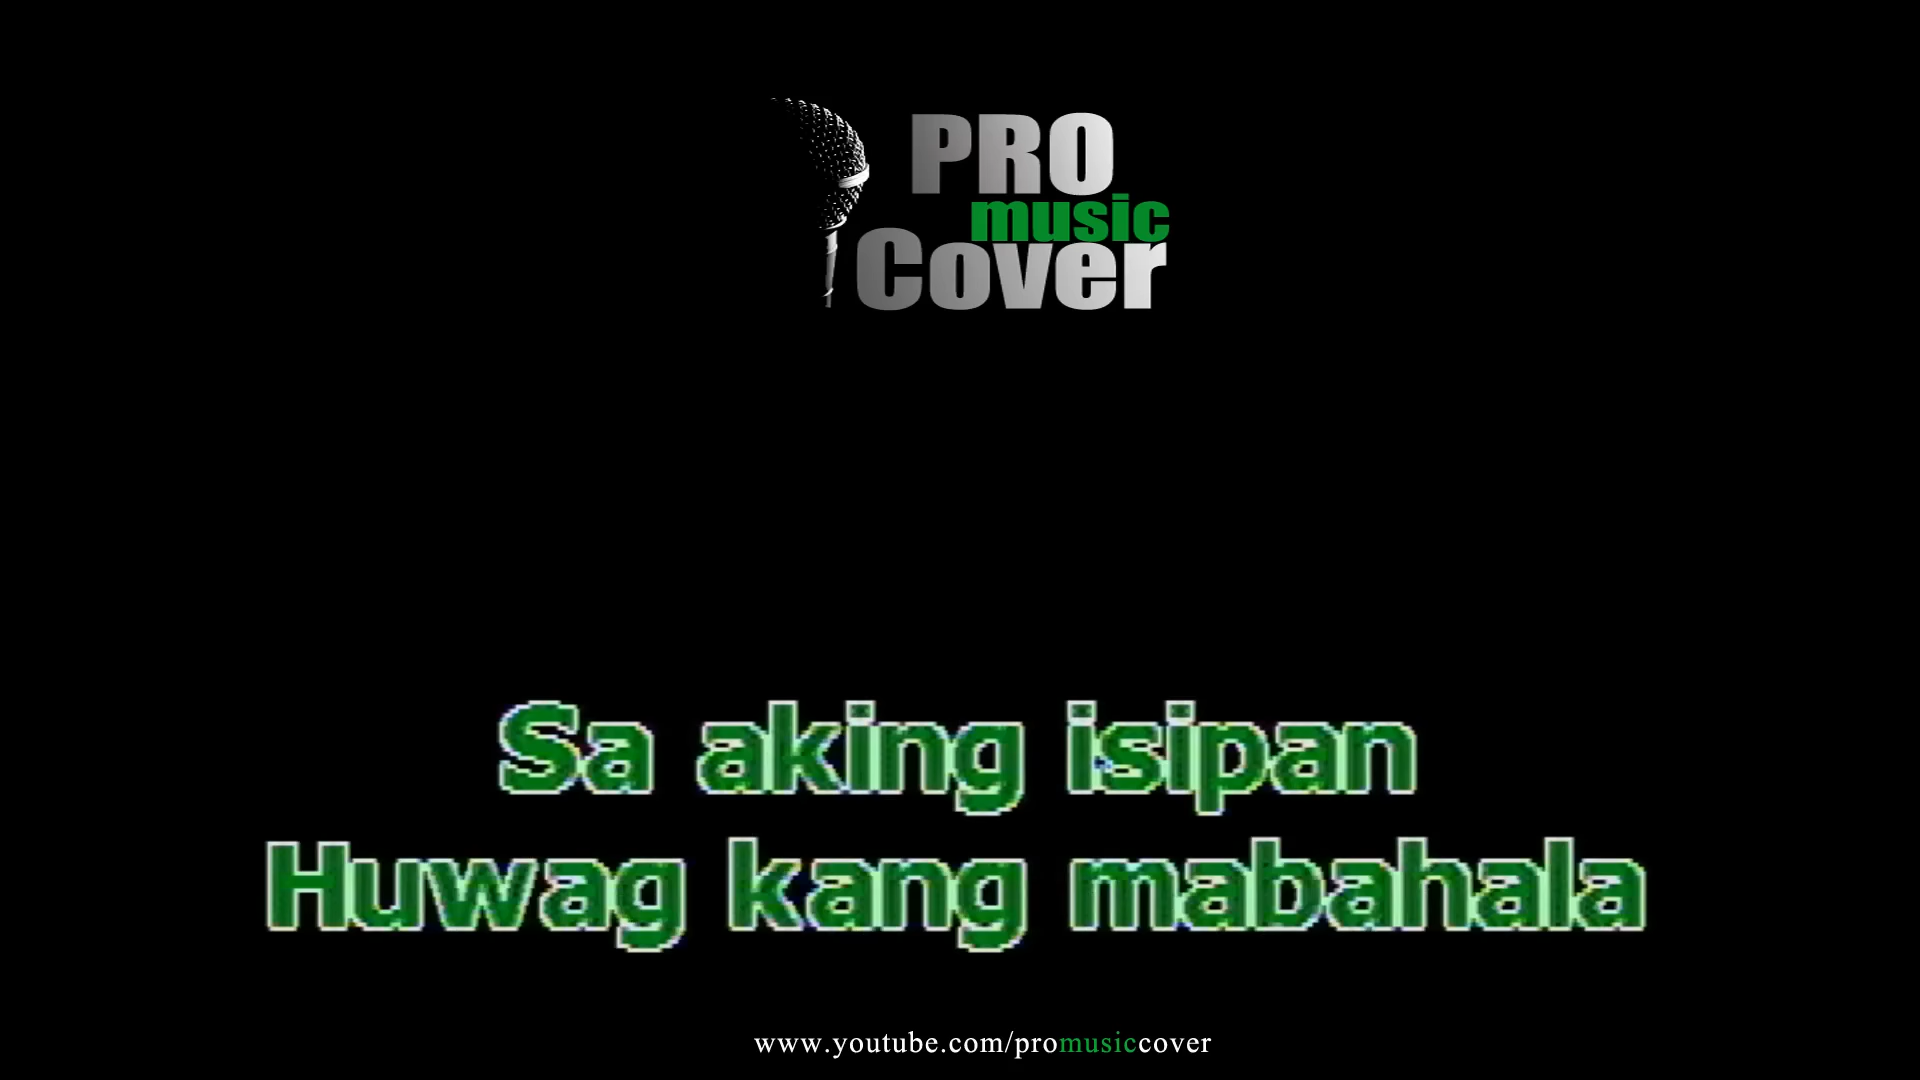 PRO
music
Cover
Sa aking isipan
Huwag kang mabahala
www.youtube.com/promusiccover